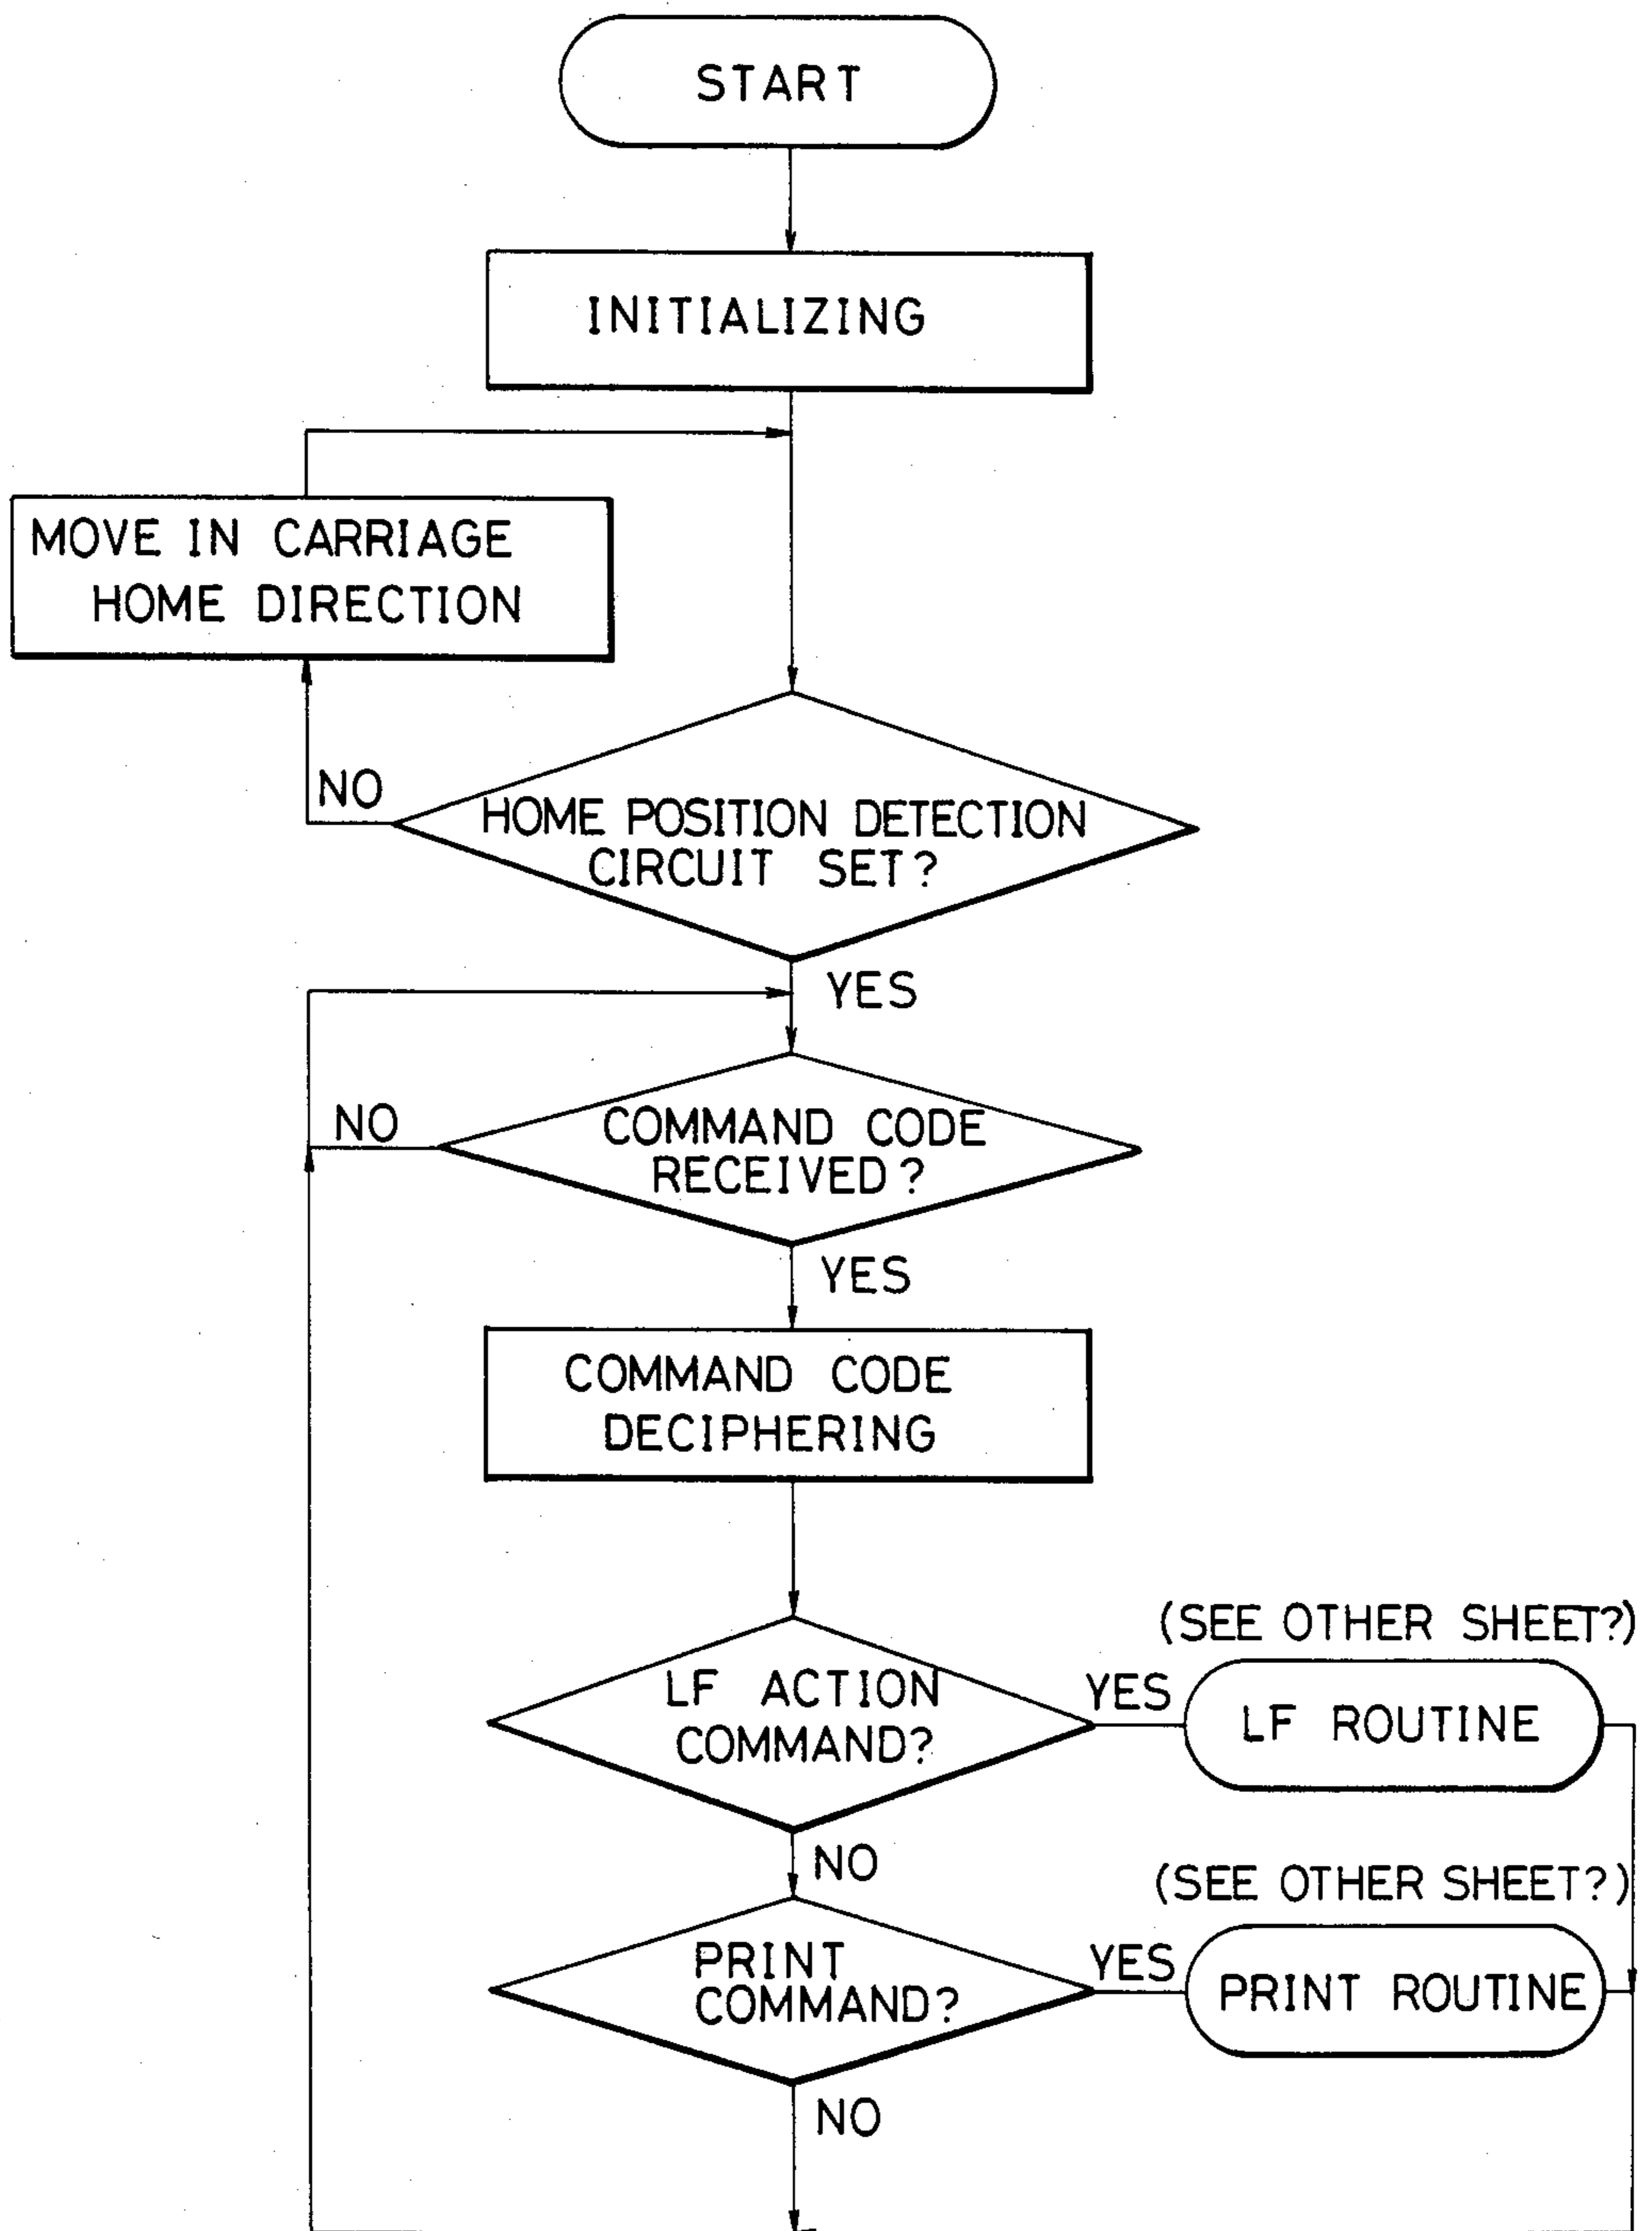 START
INITIALIZING
MOVE IN CARRIAGE
HOME DIRECTION
NO
HOME POSITION DETECTION
CIRCUIT SET?
YES
NO
COMMAND CODE
RECEIVED?
YES
COMMAND CODE
DECIPHERING
(SEE OTHER SHEET?)
LF ACTION
COMMAND?
YES
LF ROUTINE
NO
(SEE OTHER SHEET?)
PRINT
COMMAND?
YES
PRINT ROUTINE
NO